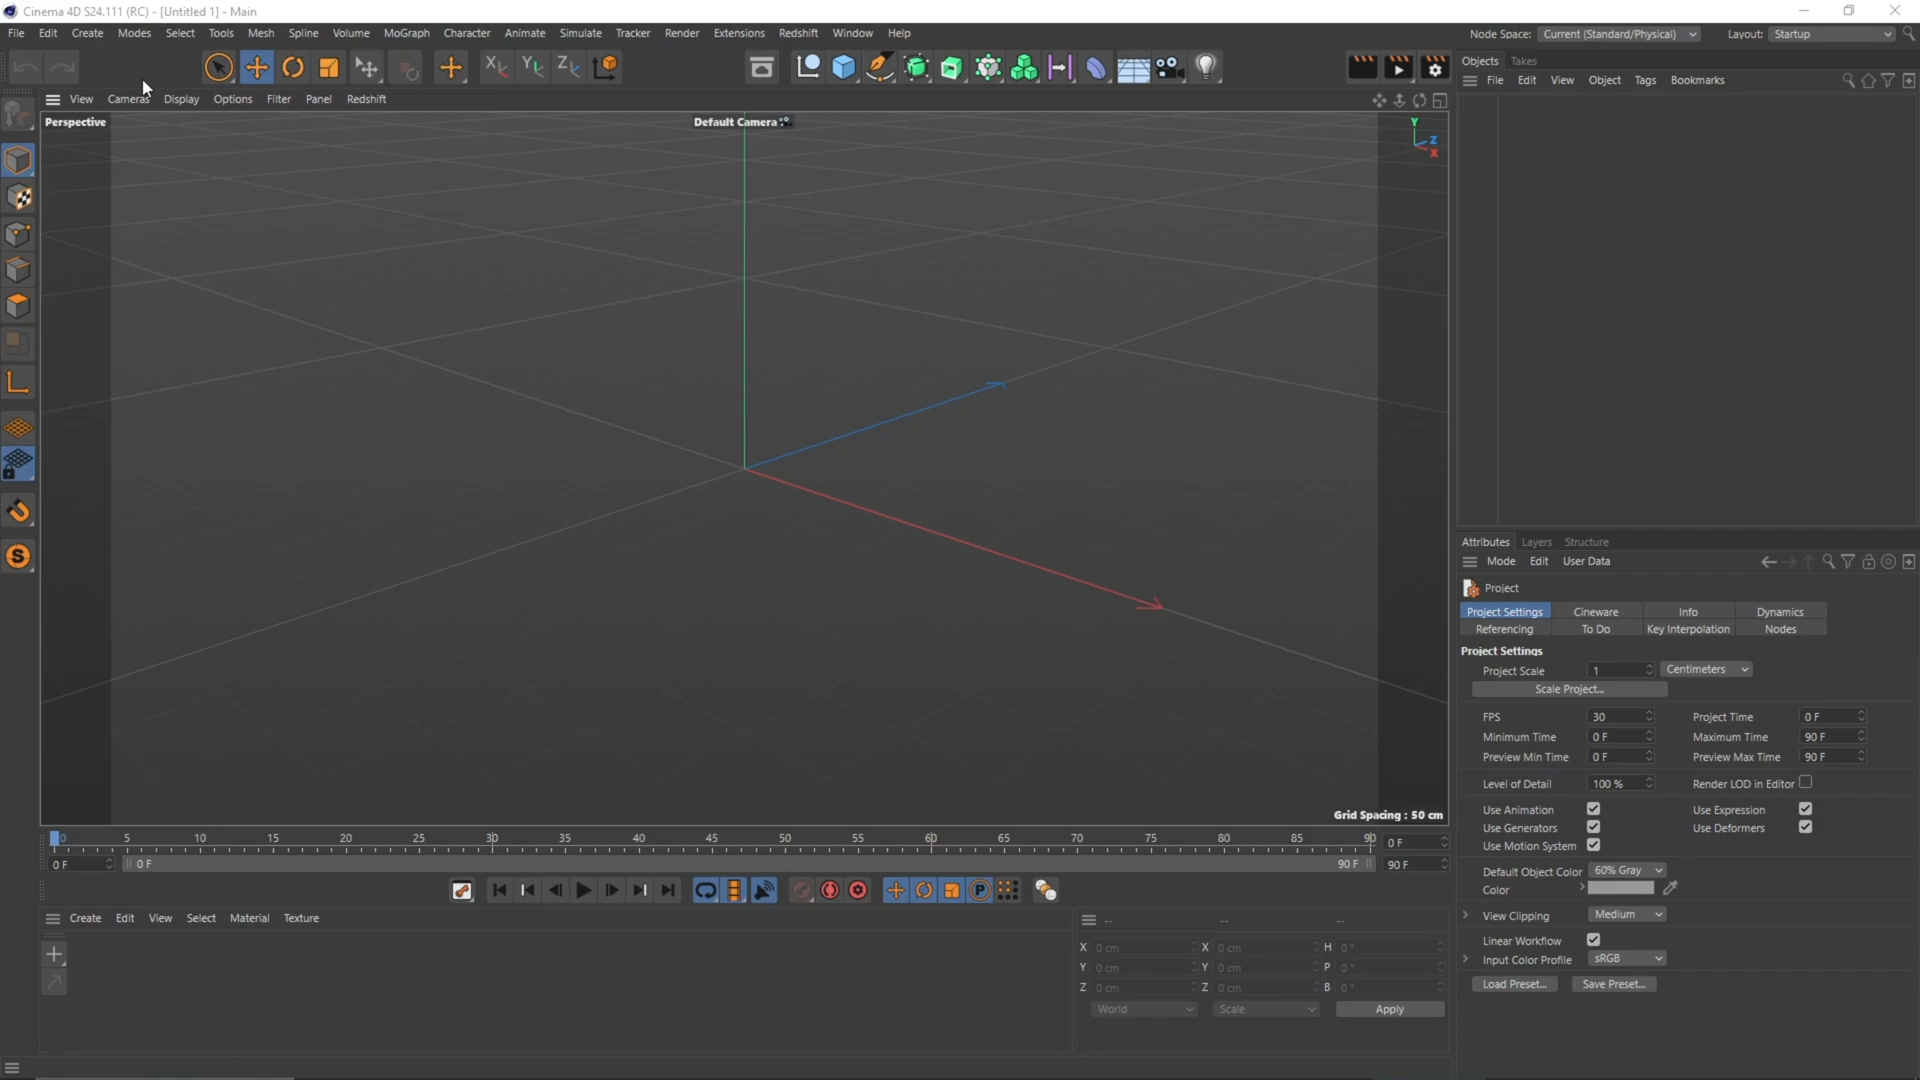 Cinema 4D S24.111 (RC) - [Untitled 1] - Main
File Edit Create Modes Select Tools Mesh Spline Volume MoGraph Character Animate Simulate Tracker Render Extensions Redshift Window Help
Node Space: Current (Standard/Physical) Layout: Startup
Objects Takes
File Edit View Object Tags Bookmarks
View Cameras Display Options Filter Panel Redshift
Perspective
Default Camera
Y
Z
X
Grid Spacing : 50 cm
Attributes Layers Structure
Mode Edit User Data
Project
Project Settings Cineware Info Dynamics
Referencing To Do Key Interpolation Nodes
Project Settings
Project Scale 1 Centimeters
Scale Project...
FPS 30 Project Time 0 F
Minimum Time 0 F Maximum Time 90 F
Preview Min Time 0 F Preview Max Time 90 F
Level of Detail 100 % Render LOD in Editor
Use Animation Use Expression
Use Generators Use Deformers
Use Motion System
Default Object Color 60% Gray
Color
View Clipping Medium
Linear Workflow
Input Color Profile sRGB
Load Preset... Save Preset...
0 5 10 15 20 25 30 35 40 45 50 55 60 65 70 75 80 85 90 0 F
0 F 0 F 90 F 90 F
P
Create Edit View Select Material Texture
-- -- --
X 0 cm X 0 cm H 0 °
Y 0 cm Y 0 cm P 0 °
Z 0 cm Z 0 cm B 0 °
World Scale Apply